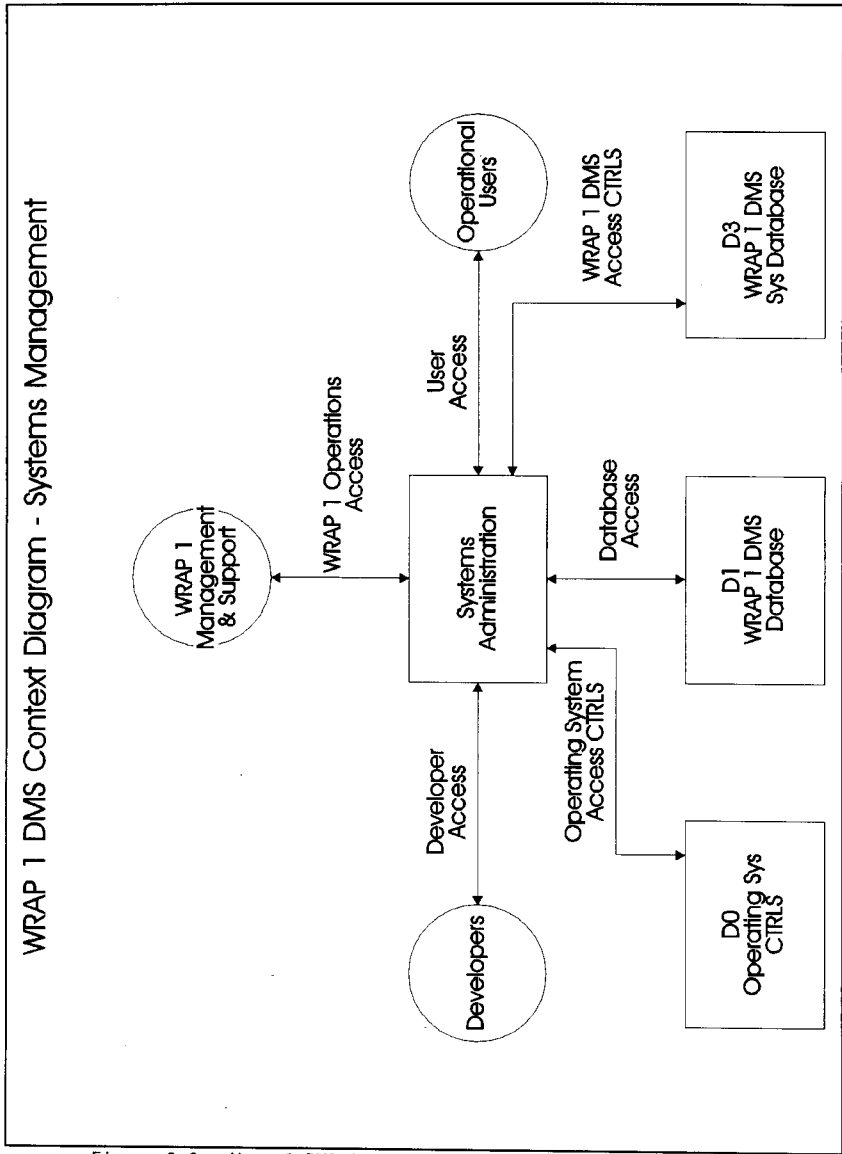 WRAP 1 DMS Context Diagram - Systems Management
WRAP 1
Management
& Support
WRAP 1 Operations
Access
Developers
Developer
Access
Systems
Administration
User
Access
Operational
Users
Operating System
Access CTRLS
Database
Access
WRAP 1 DMS
Access CTRLS
D0
Operating Sys
CTRLS
D1
WRAP 1 DMS
Database
D3
WRAP 1 DMS
Sys Database